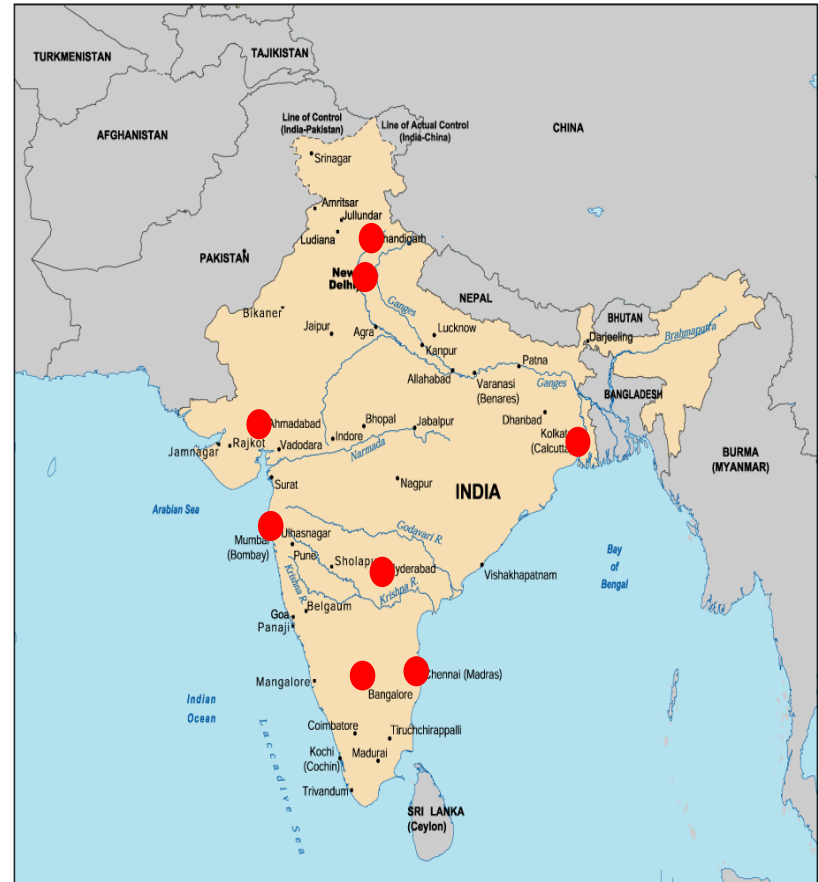 TURKMENISTAN
TAJIKISTAN
AFGHANISTAN
Line of Control
(India-Pakistan)
Line of Actual Control
(India-China)
CHINA
Srinagar
Amritsar
Jullundar
Ludiana
handigarh
PAKISTAN
New
Delhi
NEPAL
BHUTAN
Ganges
Bikaner
Jaipur
Agra
Lucknow
Kanpur
Darjeeling
Brahmaputra
Allahabad
Varanasi
(Benares)
Patna
Ganges
BANGLADESH
Ahmadabad
Bhopal
Jabalpur
Dhanbad
Kolkat
(Calcutta
Jamnagar
Rajkot
Vadodara
Indore
Narmada
BURMA
(MYANMAR)
Surat
Nagpur
INDIA
Arabian Sea
Godavari R.
Mumbai
(Bombay)
Ulhasnagar
Pune
Sholapu
yderabad
Bay
of
Bengal
Vishakhapatnam
Krishna R.
Krishna R.
Belgaum
Goa
Panaji
Mangalore
Bangalore
Chennai (Madras)
Indian
Ocean
Laccadive Sea
Coimbatore
Tiruchchirappalli
Kochi
(Cochin)
Madurai
Trivandum
SRI LANKA
(Ceylon)